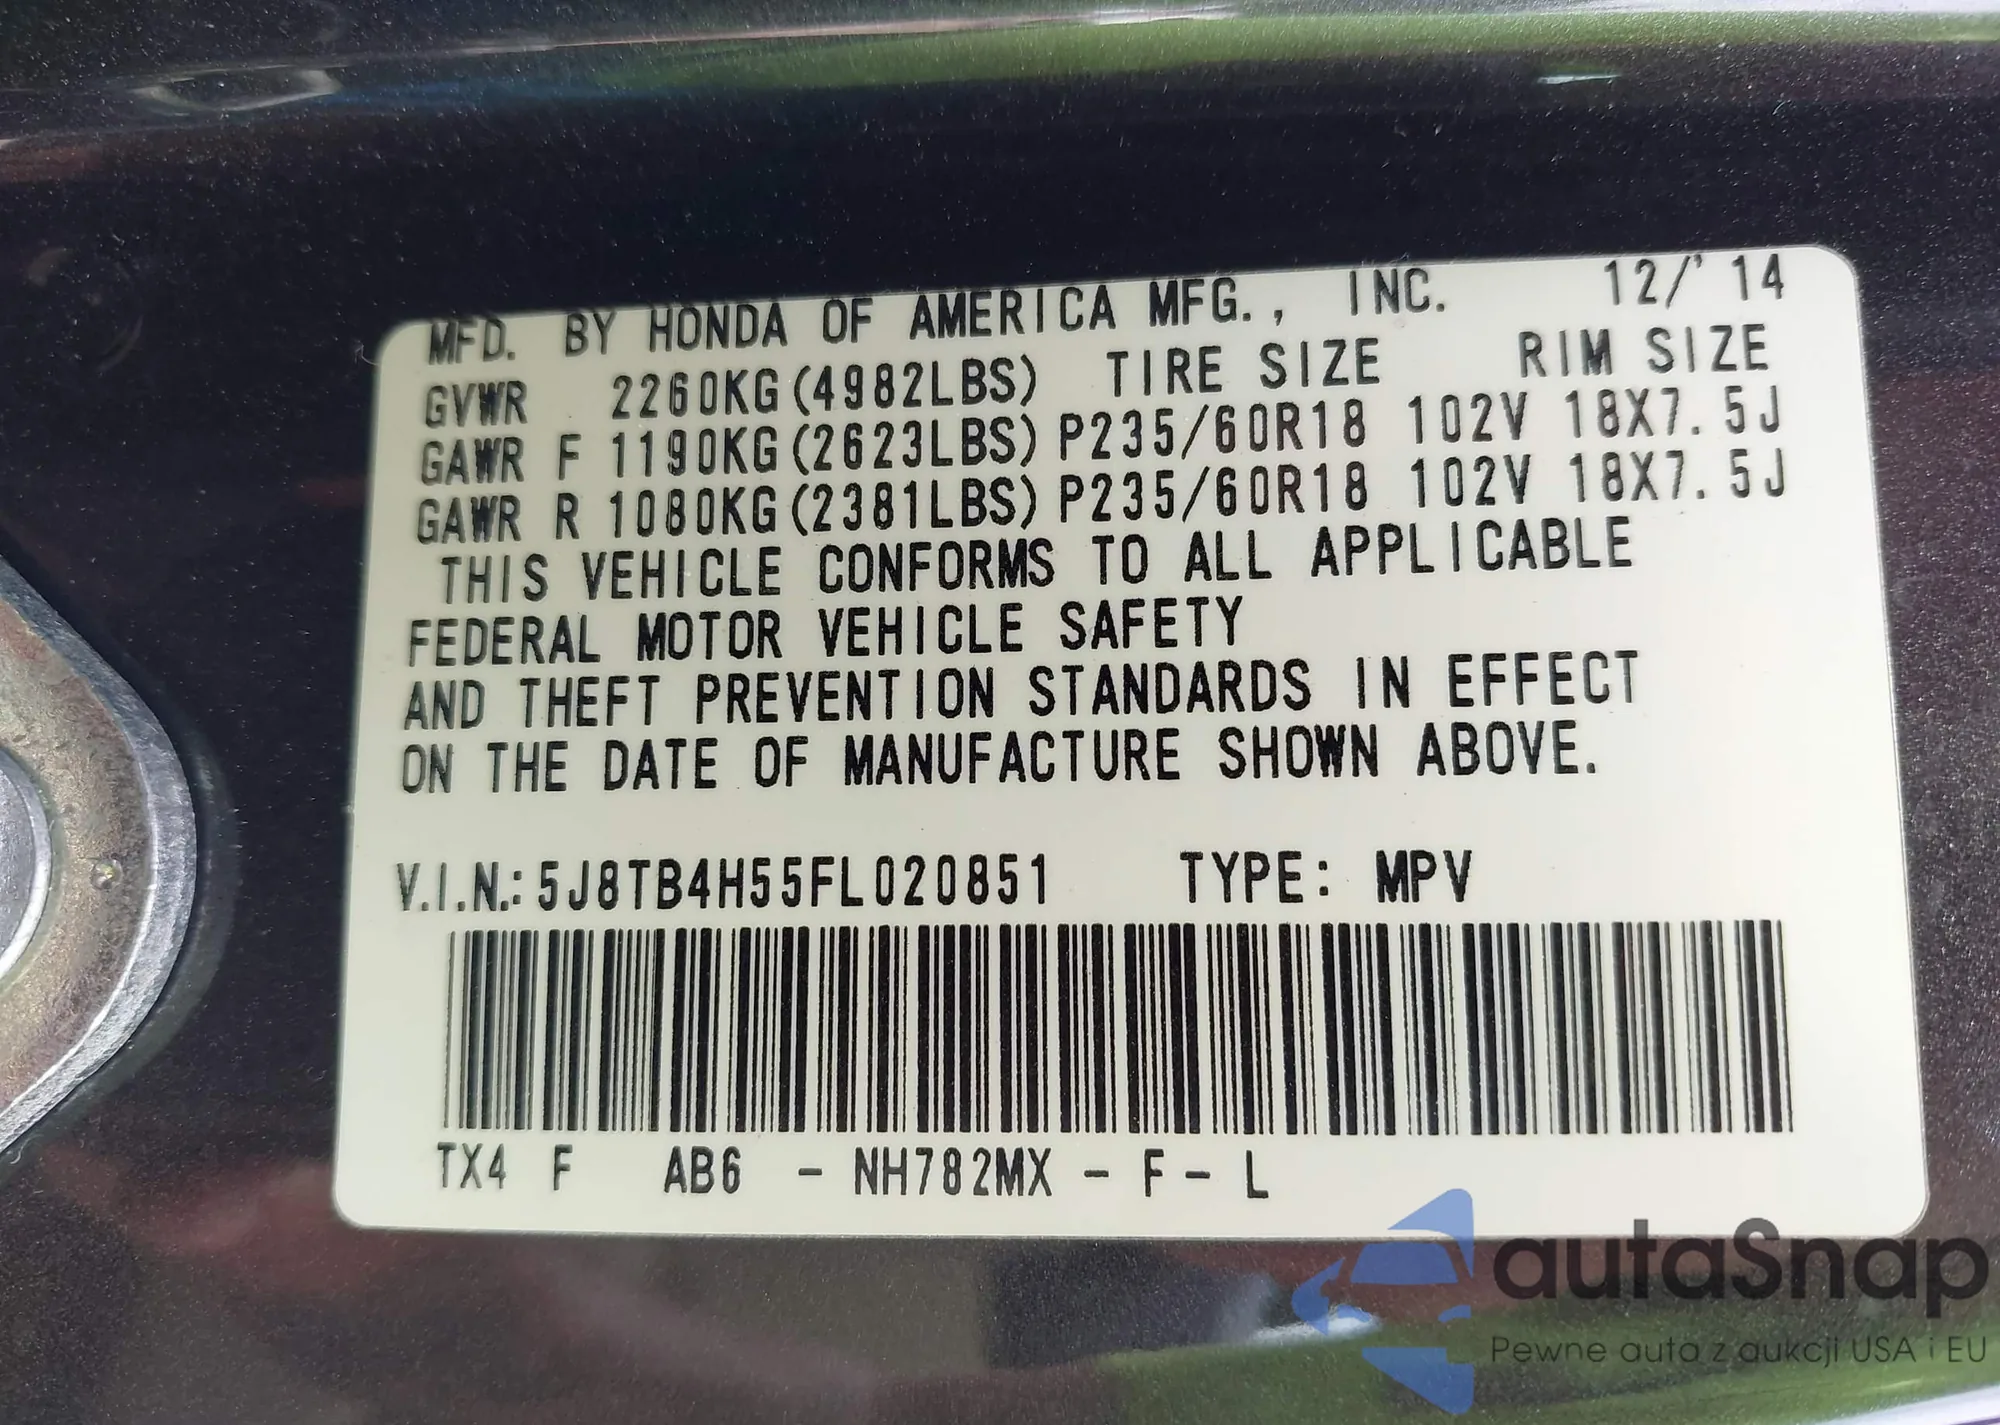 MFD. BY HONDA OF AMERICA MFG., INC. 12/'14
GVWR 2260KG(4982LBS) TIRE SIZE RIM SIZE
GAWR F 1190KG(2623LBS) P235/60R18 102V 18X7.5J
GAWR R 1080KG(2381LBS) P235/60R18 102V 18X7.5J
THIS VEHICLE CONFORMS TO ALL APPLICABLE
FEDERAL MOTOR VEHICLE SAFETY
AND THEFT PREVENTION STANDARDS IN EFFECT
ON THE DATE OF MANUFACTURE SHOWN ABOVE.
V.I.N.: 5J8TB4H55FL020851 TYPE: MPV
TX4 F AB6 - NH782MX - F - L
autaSnap
Pewne auta z aukcji USA i EU